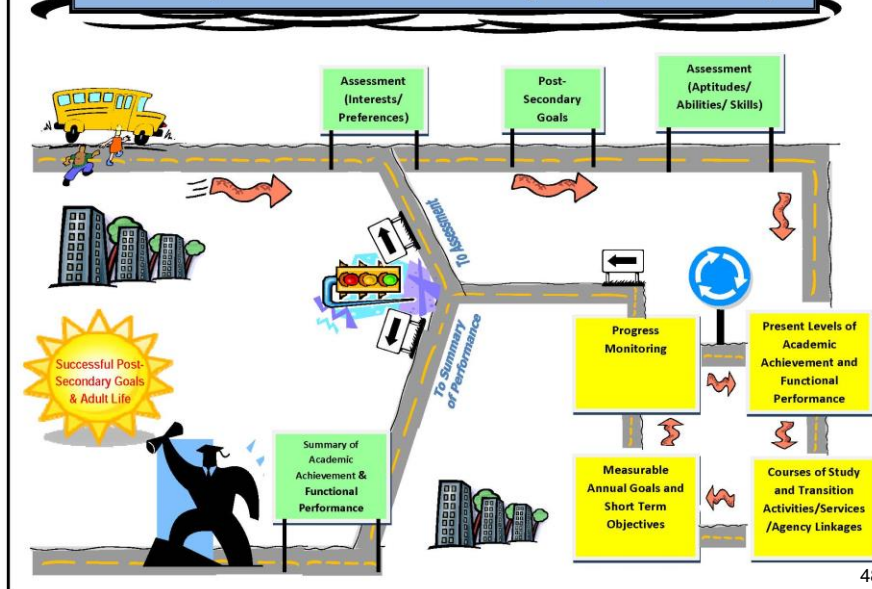 Assessment
(Interests/
Preferences)
Post-
Secondary
Goals
Assessment
(Aptitudes/
Abilities/ Skills)
To Assessment
To Summary
of Performance
Progress
Monitoring
Present Levels of
Academic
Achievement and
Functional
Performance
Successful Post-
Secondary Goals
& Adult Life
Summary of
Academic
Achievement &
Functional
Performance
Measurable
Annual Goals and
Short Term
Objectives
Courses of Study
and Transition
Activities/Services
/Agency Linkages
48